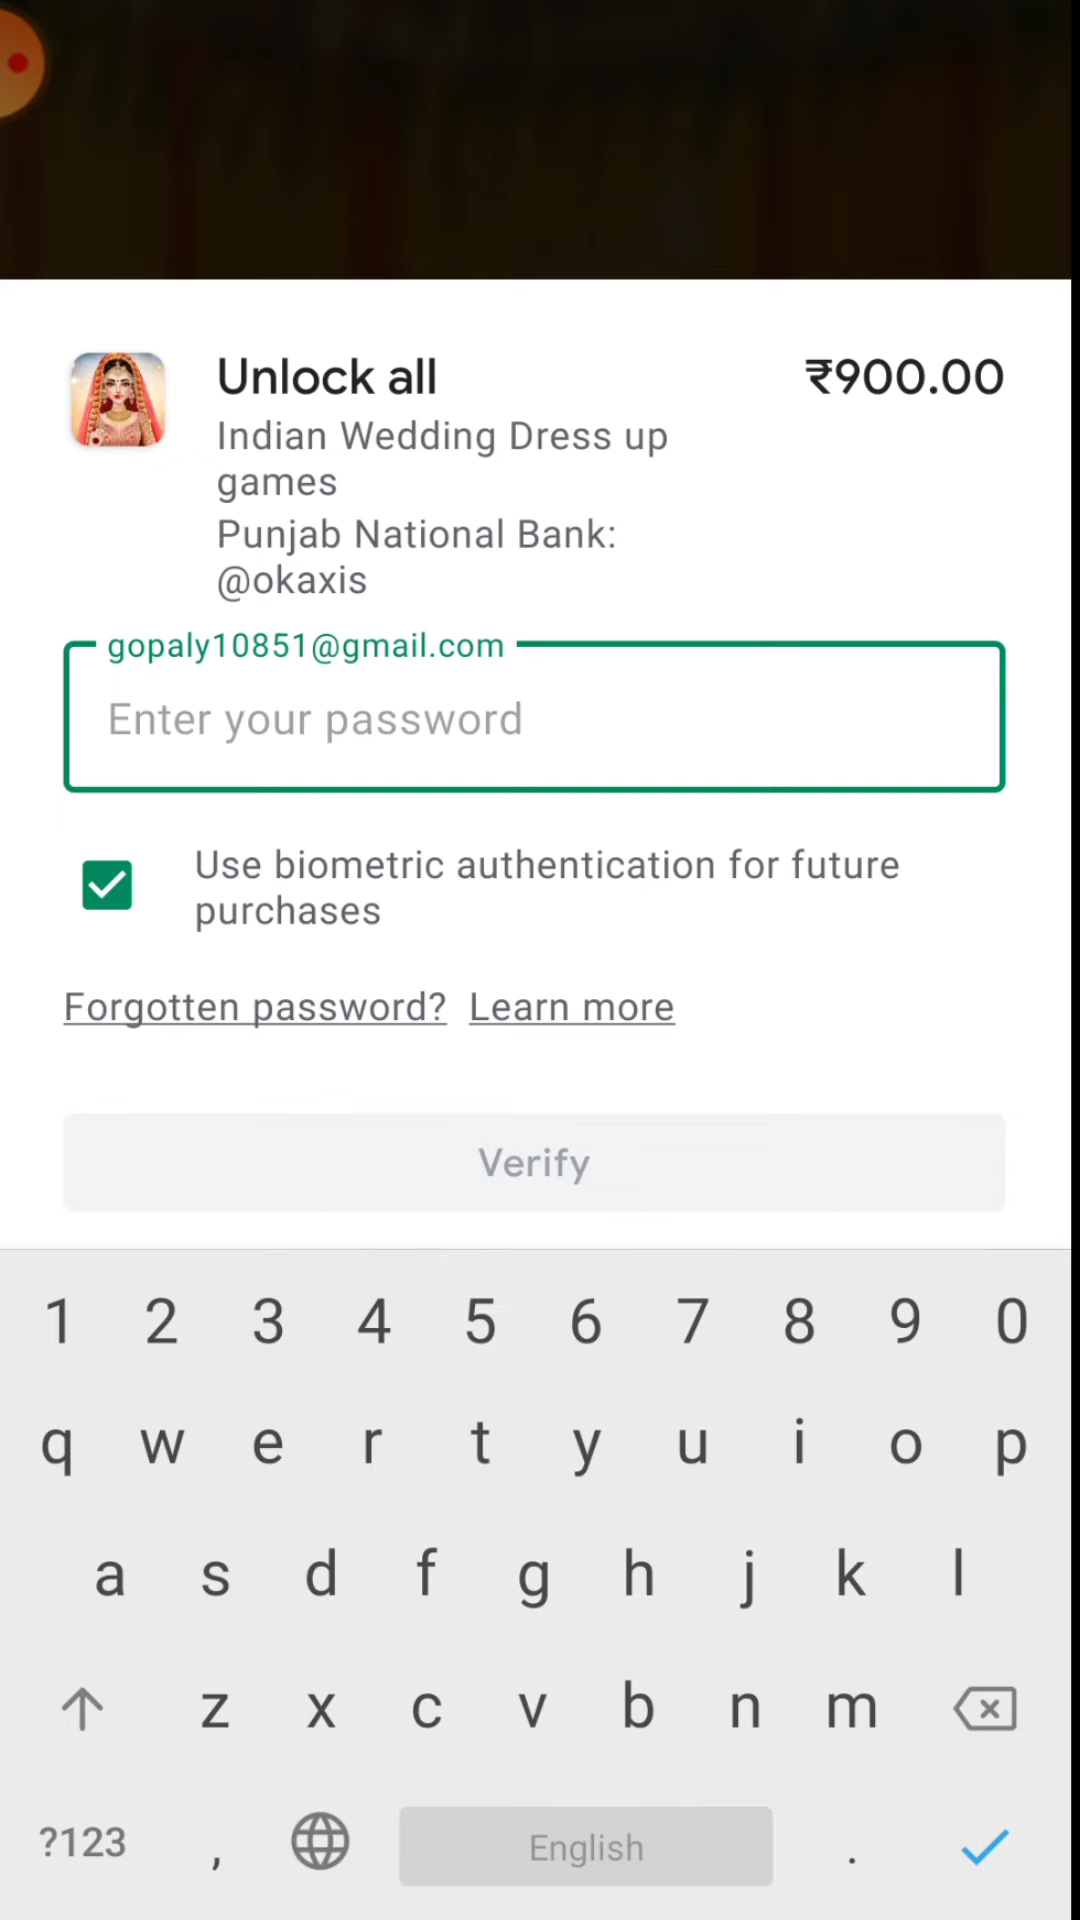 Unlock all
₹900.00
Indian Wedding Dress up
games
Punjab National Bank:
@okaxis
gopaly10851@gmail.com
Enter your password
Use biometric authentication for future
purchases
Forgotten password? Learn more
Verify
1 2 3 4 5 6 7 8 9 0
q w e r t y u i o p
a s d f g h j k l
z x c v b n m
?123 , English .